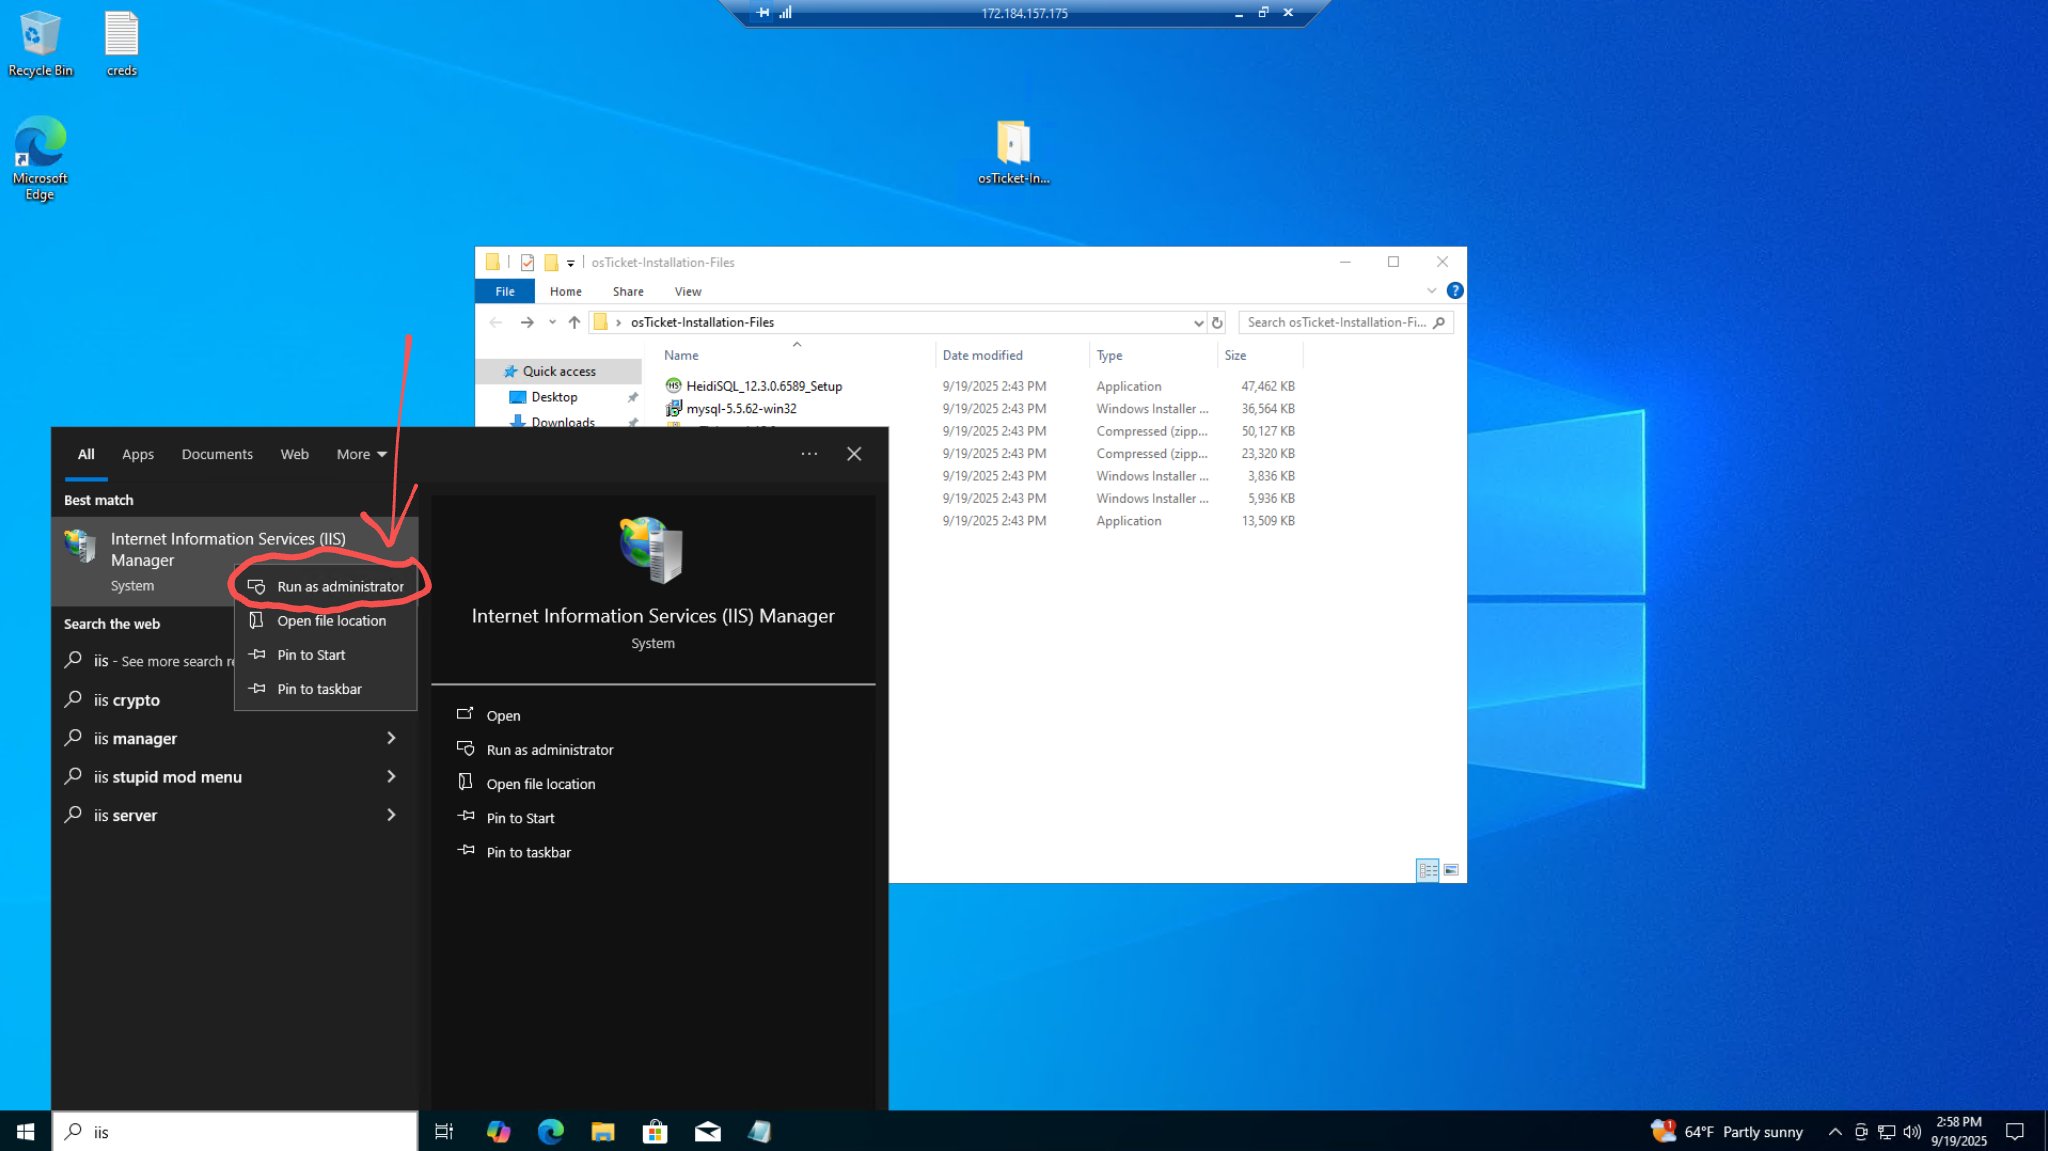 172.184.157.175
Recycle Bin
creds
Microsoft
Edge
osTicket-In...
osTicket-Installation-Files
File
Home
Share
View
?
osTicket-Installation-Files
Search osTicket-Installation-Fi...
Name
Date modified
Type
Size
Quick access
Desktop
Downloads
HeidiSQL_12.3.0.6589_Setup 9/19/2025 2:43 PM Application 47,462 KB
mysql-5.5.62-win32 9/19/2025 2:43 PM Windows Installer ... 36,564 KB
9/19/2025 2:43 PM Compressed (zipp... 50,127 KB
9/19/2025 2:43 PM Compressed (zipp... 23,320 KB
9/19/2025 2:43 PM Windows Installer ... 3,836 KB
9/19/2025 2:43 PM Windows Installer ... 5,936 KB
9/19/2025 2:43 PM Application 13,509 KB
All
Apps
Documents
Web
More
...
Best match
Internet Information Services (IIS)
Manager
System
Run as administrator
Open file location
Pin to Start
Pin to taskbar
Search the web
iis - See more search re
iis crypto
iis manager
iis stupid mod menu
iis server
Internet Information Services (IIS) Manager
System
Open
Run as administrator
Open file location
Pin to Start
Pin to taskbar
iis
1
64°F Partly sunny
2:58 PM
9/19/2025